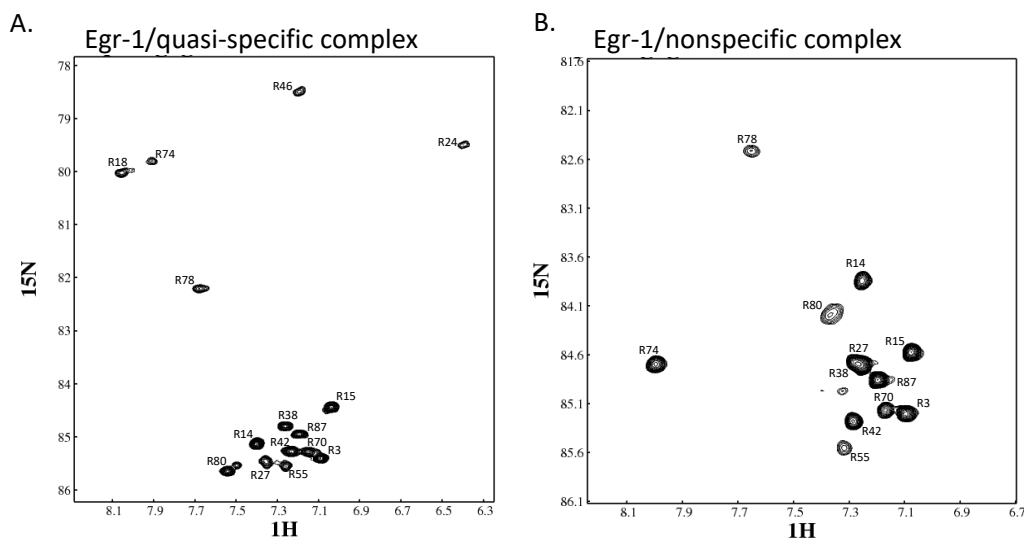 A.
Egr-1/quasi-specific complex
78
79
80
81
82
83
84
85
86
15N
8.1 7.9 7.7 7.5 7.3 7.1 6.9 6.7 6.5 6.3
1H
R46
R24
R18 R74
R78
R15
R38
R87
R14 R42 R70 R3
R80 R27 R55
B.
Egr-1/nonspecific complex
81.6
82.1
82.6
83.1
83.6
84.1
84.6
85.1
85.6
86.1
15N
8.1 7.9 7.7 7.5 7.3 7.1 6.9 6.7
1H
R78
R14
R80
R15
R27
R74
R38 R87
R70 R3
R42
R55